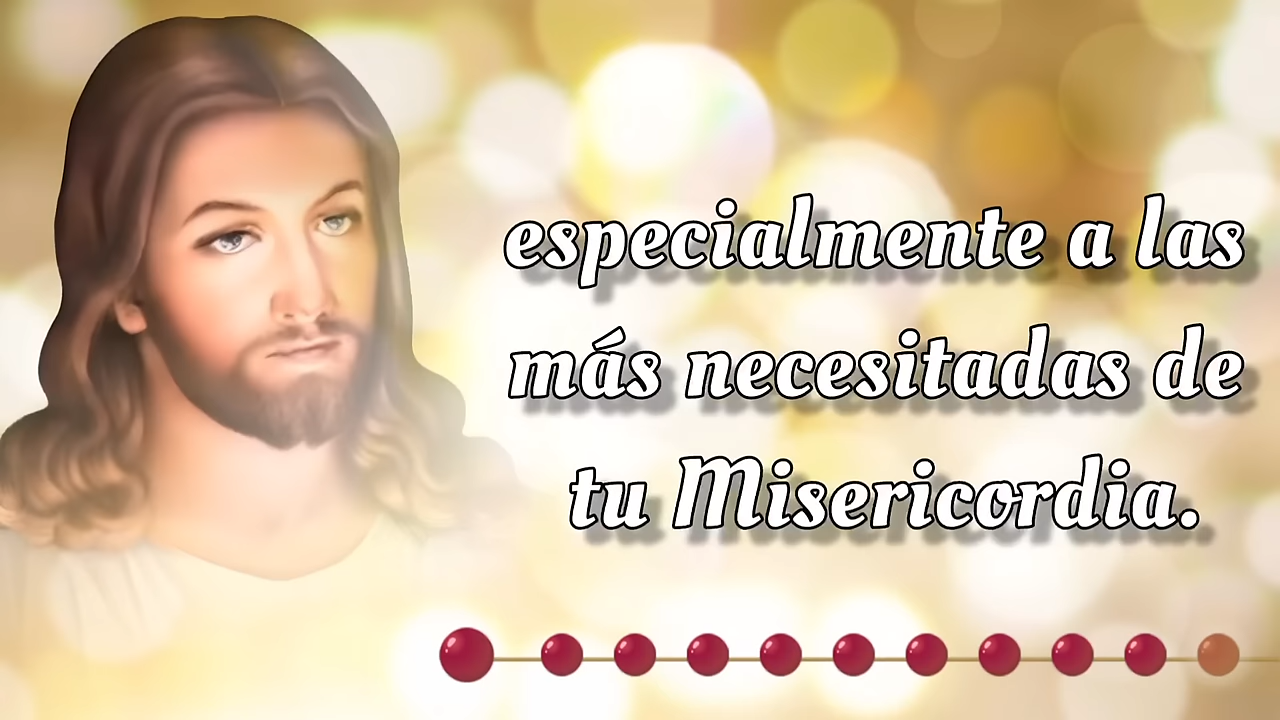 especialmente a las
más necesitadas de
tu Misericordia.